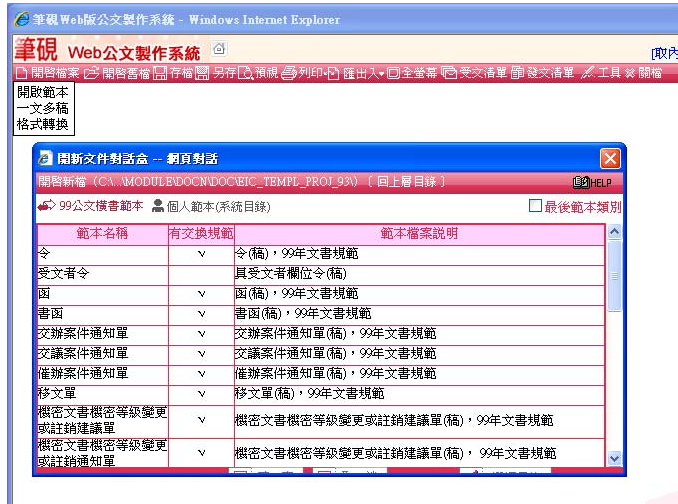 筆硯Web版公文製作系統 - Windows Internet Explorer
筆硯 Web公文製作系統
[取內
開啓檔案 開啓舊檔 存檔 另存 預視 列印 匯出入 全螢幕 受文清單 發文清單 工具 關檔
開啟範本
一文多稿
格式轉換
開新文件對話盒 -- 網頁對話
開啓新檔（C:\...\MODULE\DOCN\DOC\EIC_TEMPL_PROJ_93\）〔 回上層目錄 〕 HELP
99公文橫書範本 個人範本(系統目錄) 最後範本類別
範本名稱 有交換規範 範本檔案說明
令 v 令(稿)，99年文書規範
受文者令 具受文者欄位令(稿)
函 v 函(稿)，99年文書規範
書函 v 書函(稿)，99年文書規範
交辦案件通知單 v 交辦案件通知單(稿)，99年文書規範
交議案件通知單 v 交議案件通知單(稿)，99年文書規範
催辦案件通知單 v 催辦案件通知單(稿)，99年文書規範
移文單 v 移文單(稿)，99年文書規範
機密文書機密等級變更
或註銷建議單 v 機密文書機密等級變更或註銷建議單(稿)，99年文書規範
機密文書機密等級變更
或註銷通知單 v 機密文書機密等級變更或註銷建議單(稿)， 99年文書規範